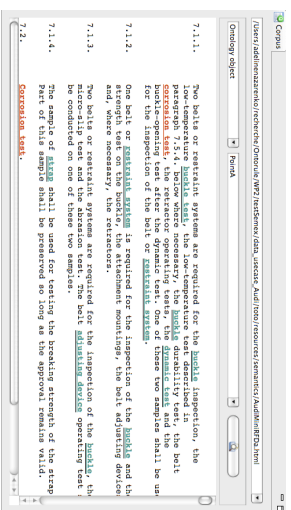 Corpus
/Users/adelinenazarenko/recherche/Ontorule/WP2/testSemex/data_usecase_Audi/toto/resources/semantics/AudiMiniRFDa.html
Ontology object
PointA
7.1.1. Two belts or restraint systems are required for the buckle inspection, the
low-temperature buckle test, the low-temperature test described in
paragraph 7.5.4. below where necessary, the buckle durability test, the belt
corrosion test, the retractor operating tests, the dynamic test and the
buckle-opening test after the dynamic test. One of these two samples shall be us
for the inspection of the belt or restraint system.
7.1.2. One belt or restraint system is required for the inspection of the buckle and the
strength test on the buckle, the attachment mountings, the belt adjusting device
and, where necessary, the retractors.
7.1.3. Two belts or restraint systems are required for the inspection of the buckle, th
micro-slip test and the abrasion test. The belt adjusting device operating test
be conducted on one of these two samples.
7.1.4. The sample of strap shall be used for testing the breaking strength of the strap
Part of this sample shall be preserved so long as the approval remains valid.
7.2. Corrosion test.